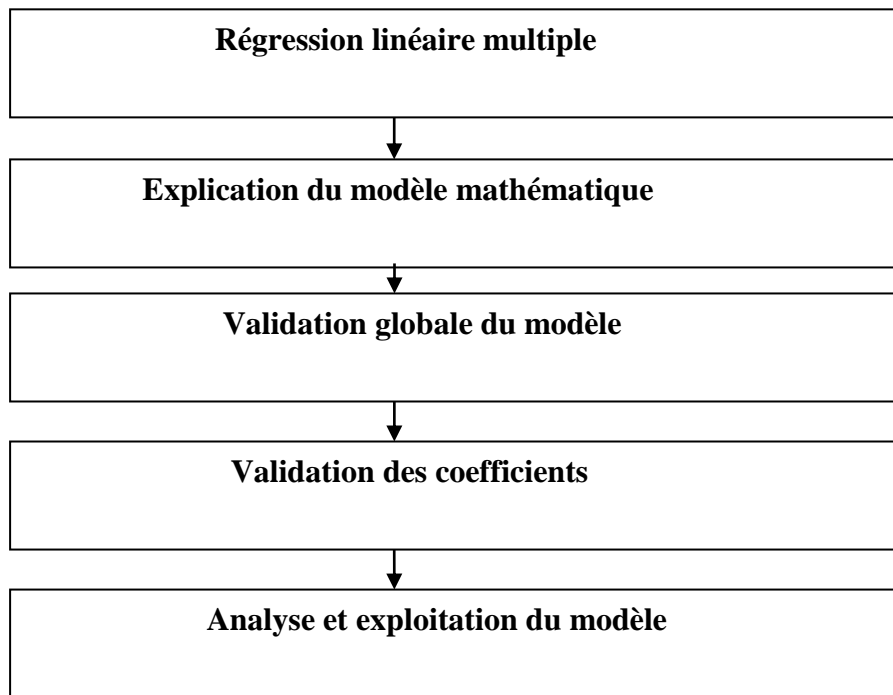 Régression linéaire multiple
Explication du modèle mathématique
Validation globale du modèle
Validation des coefficients
Analyse et exploitation du modèle